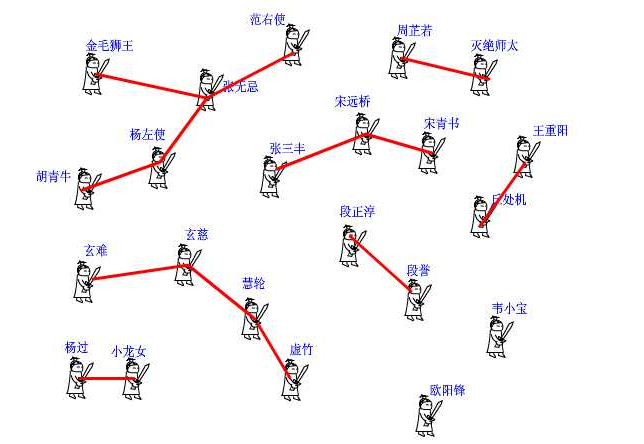 范右使
金毛狮王
周芷若
灭绝师太
张无忌
宋远桥
宋青书
杨左使
张三丰
王重阳
胡青牛
丘处机
段正淳
玄慈
玄难
段誉
慧轮
韦小宝
杨过
小龙女
虚竹
欧阳锋